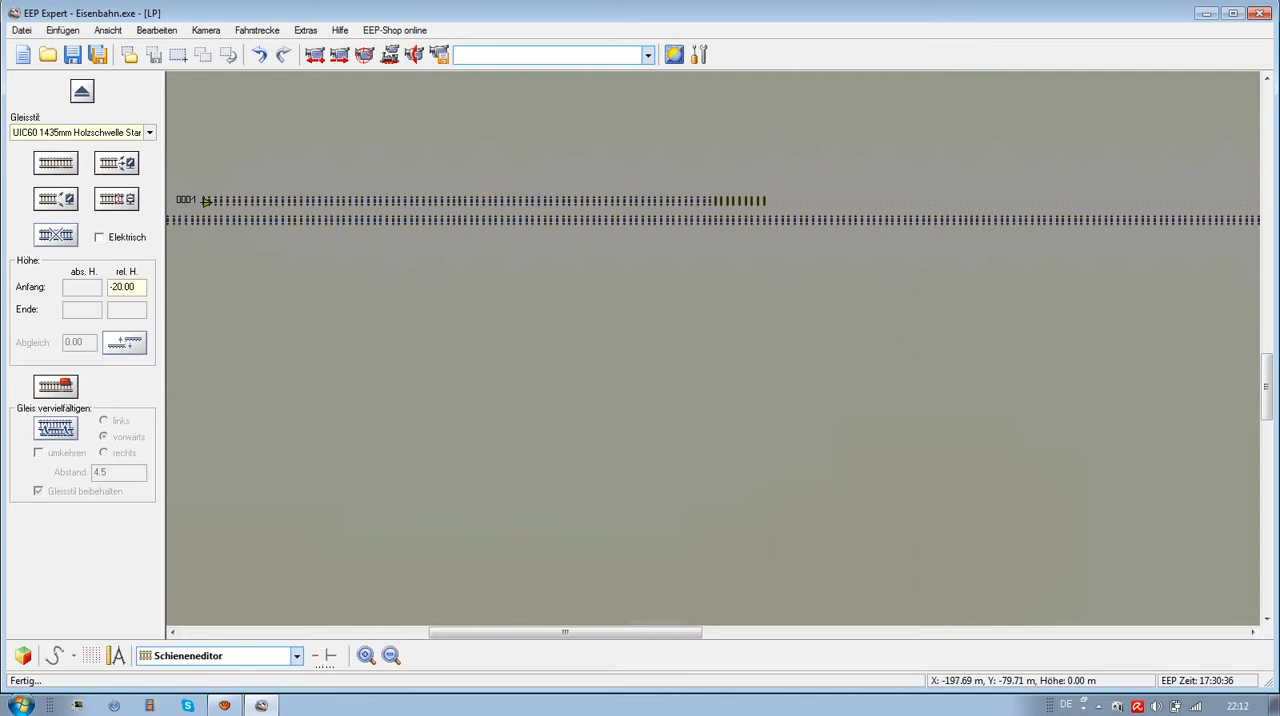 EEP Expert - Eisenbahn.exe - [LP]
Datei Einfügen Ansicht Bearbeiten Kamera Fahrstrecke Extras Hilfe EEP-Shop online
Gleisstil:
UIC60 1435mm Holzschwelle Star
Elektrisch
Höhe:
abs. H. rel. H.
Anfang: -20.00
Ende:
Abgleich: 0.00
Gleis vervielfältigen:
links
vorwärts
umkehren rechts
Abstand 4.5
Gleisstil beibehalten
Schieneneditor
Fertig... X: -197.69 m, Y: -79.71 m, Höhe: 0.00 m EEP Zeit: 17:30:36
DE 22:12